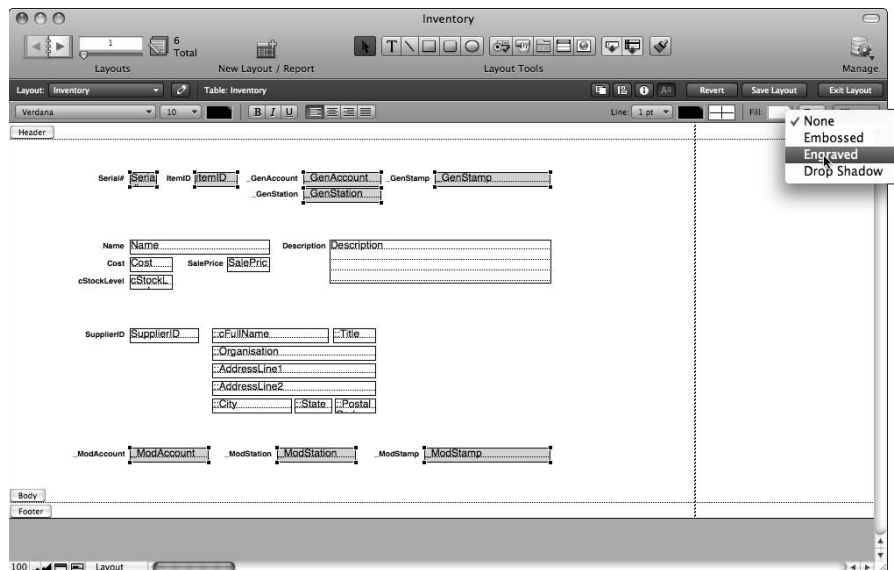 Inventory
1
6
Total
Layouts
New Layout / Report
Layout Tools
Manage
Layout: Inventory
Table: Inventory
Aa
Revert
Save Layout
Exit Layout
Verdana
10
B I U
Line: 1 pt
Fill:
None
Embossed
Engraved
Drop Shadow
Header
Serial# Serial ItemID ItemID _GenAccount _GenAccount _GenStamp _GenStamp
_GenStation _GenStation
Name Name Description Description
Cost Cost SalePrice SalePric
cStockLevel cStockL
SupplierID SupplierID ::cFullName ::Title
::Organisation
::AddressLine1
::AddressLine2
::City ::State ::Postal
_ModAccount _ModAccount _ModStation _ModStation _ModStamp _ModStamp
Body
Footer
100 Layout